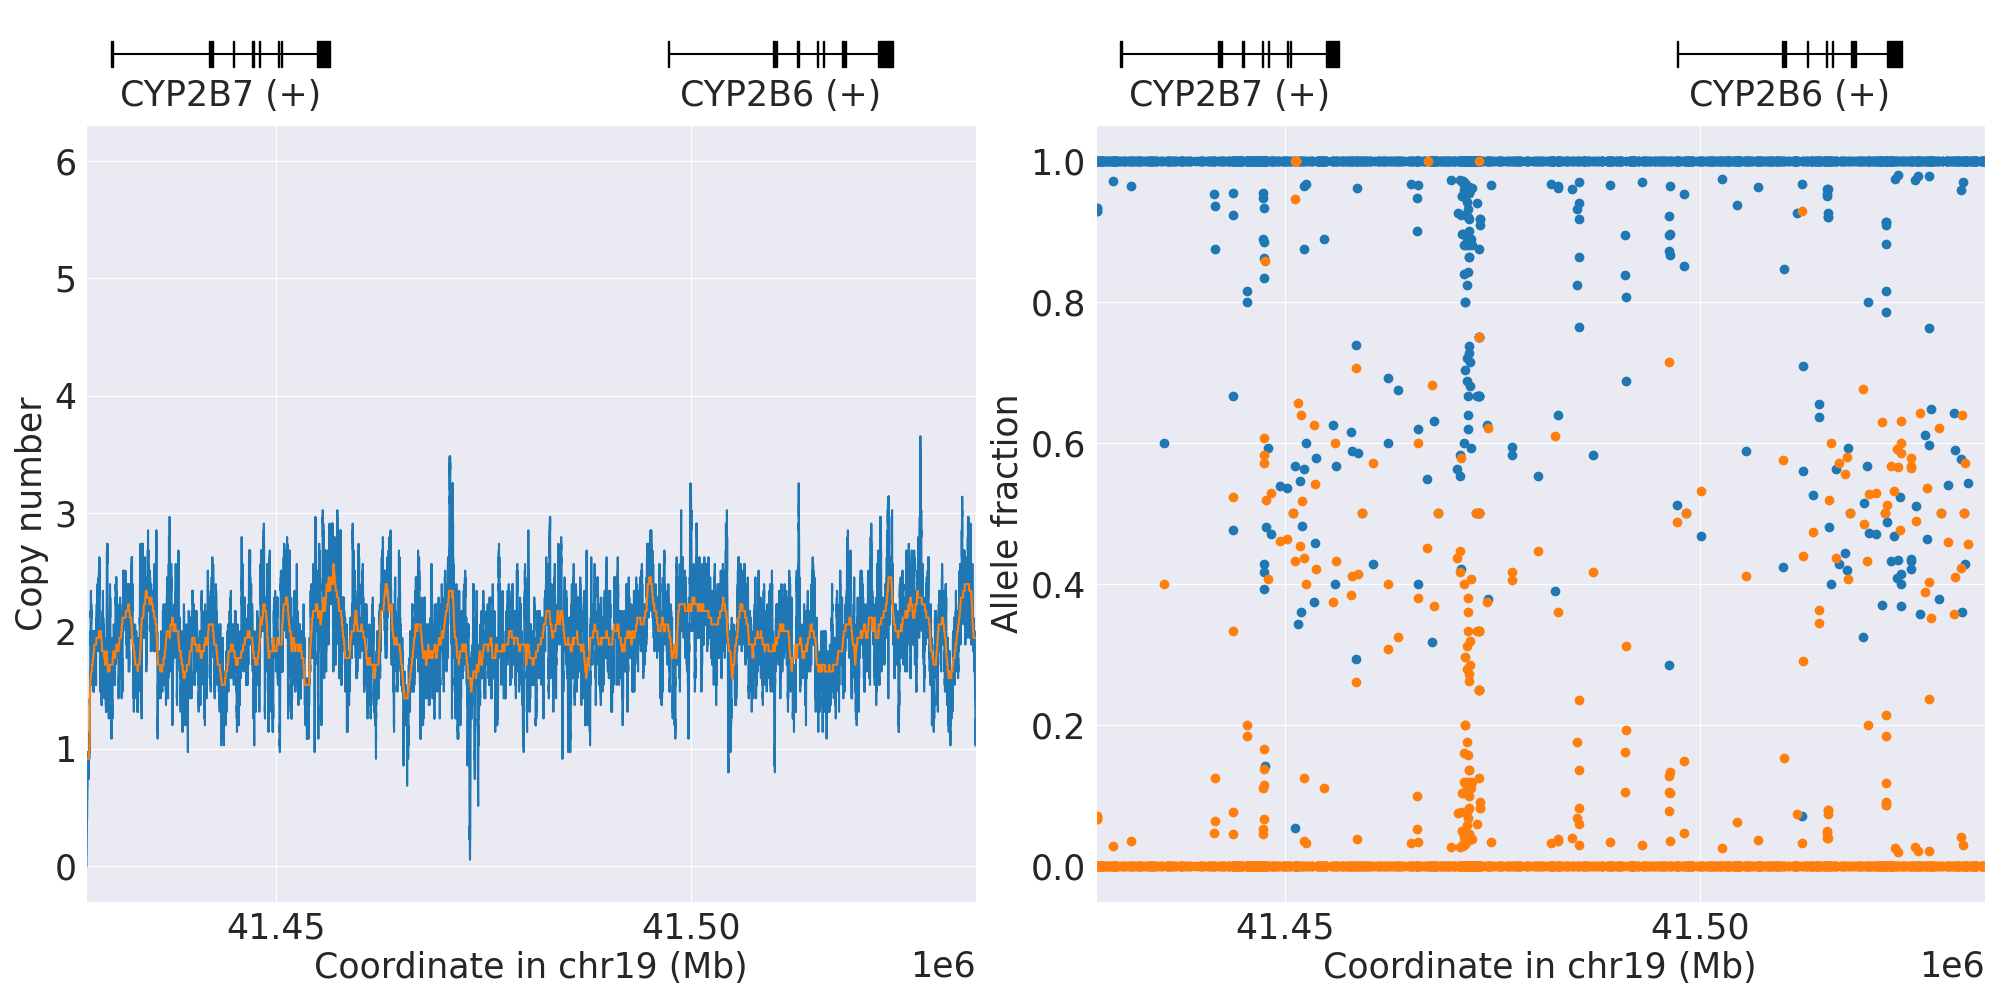 CYP2B7 (+)
CYP2B6 (+)
CYP2B7 (+)
CYP2B6 (+)
6
5
4
3
2
1
0
Copy number
41.45
41.50
Coordinate in chr19 (Mb)
1e6
1.0
0.8
0.6
0.4
0.2
0.0
Allele fraction
41.45
41.50
Coordinate in chr19 (Mb)
1e6